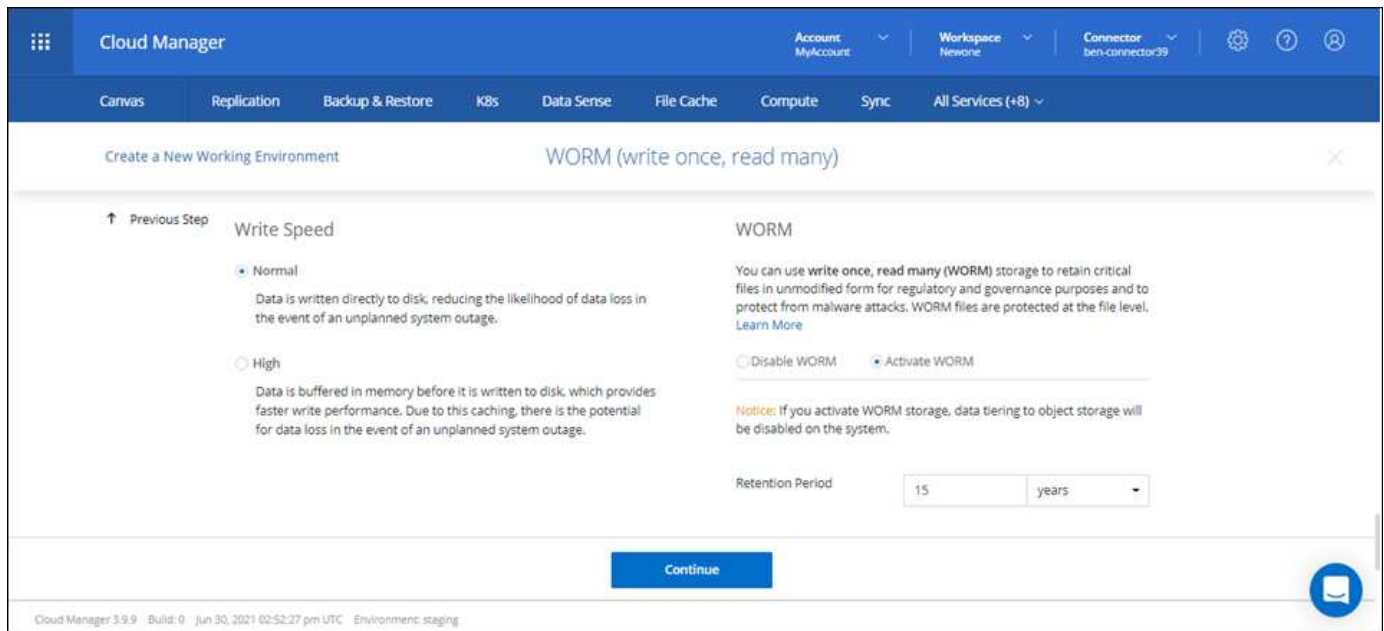 Cloud Manager
Account
MyAccount
Workspace
Newone
Connector
ben-connector39
Canvas
Replication
Backup & Restore
K8s
Data Sense
File Cache
Compute
Sync
All Services (+8)
Create a New Working Environment
WORM (write once, read many)
↑ Previous Step
Write Speed
Normal
Data is written directly to disk, reducing the likelihood of data loss in
the event of an unplanned system outage.
High
Data is buffered in memory before it is written to disk, which provides
faster write performance. Due to this caching, there is the potential
for data loss in the event of an unplanned system outage.
WORM
You can use write once, read many (WORM) storage to retain critical
files in unmodified form for regulatory and governance purposes and to
protect from malware attacks. WORM files are protected at the file level.
Learn More
Disable WORM
Activate WORM
Notice: If you activate WORM storage, data tiering to object storage will
be disabled on the system.
Retention Period
15
years
Continue
Cloud Manager 3.9.9 Build: 0 Jun 30, 2021 02:52:27 pm UTC Environment: staging